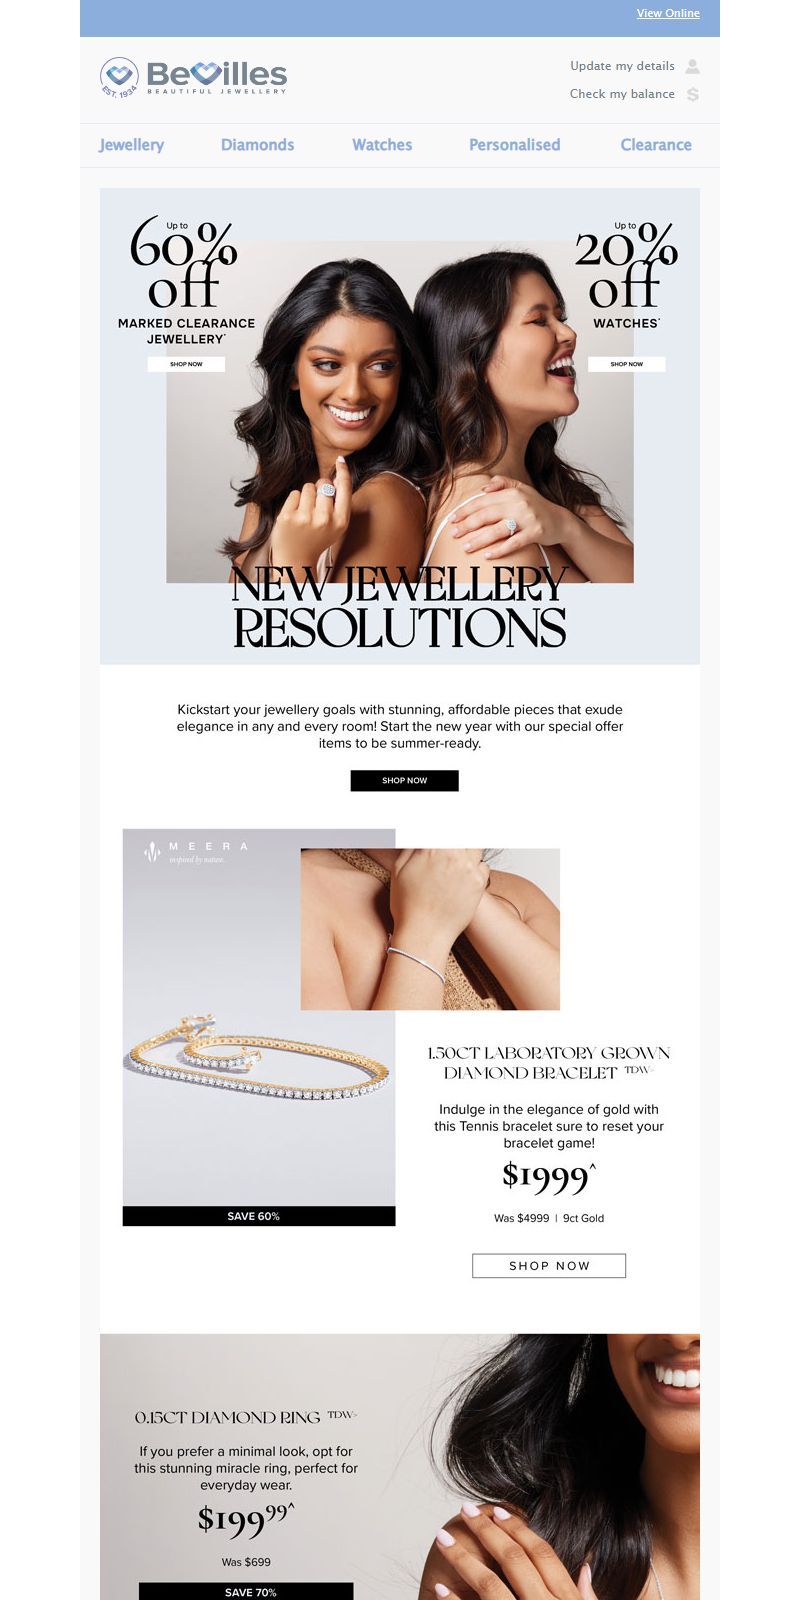 View Online
EST. 1934
Bevilles
BEAUTIFUL JEWELLERY
Update my details
Check my balance
$
Jewellery Diamonds Watches Personalised Clearance
Up to
60%
off
MARKED CLEARANCE
JEWELLERY*
SHOP NOW
Up to
20%
off
WATCHES*
SHOP NOW
NEW JEWELLERY
RESOLUTIONS
Kickstart your jewellery goals with stunning, affordable pieces that exude
elegance in any and every room! Start the new year with our special offer
items to be summer-ready.
SHOP NOW
MEERA
inspired by nature.
SAVE 60%
1.50CT LABORATORY GROWN
DIAMOND BRACELET TDW~
Indulge in the elegance of gold with
this Tennis bracelet sure to reset your
bracelet game!
$1999^
Was $4999 | 9ct Gold
SHOP NOW
0.15CT DIAMOND RING TDW~
If you prefer a minimal look, opt for
this stunning miracle ring, perfect for
everyday wear.
$199.99^
Was $699
SAVE 70%